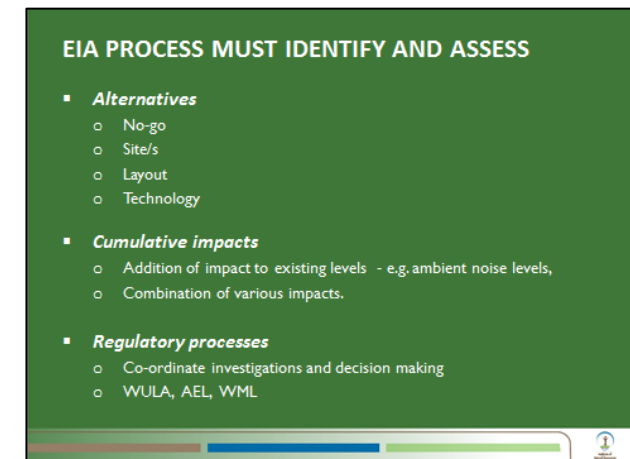 EIA PROCESS MUST IDENTIFY AND ASSESS
▪ Alternatives
o No-go
o Site/s
o Layout
o Technology
▪ Cumulative impacts
o Addition of impact to existing levels - e.g. ambient noise levels,
o Combination of various impacts.
▪ Regulatory processes
o Co-ordinate investigations and decision making
o WULA, AEL, WML